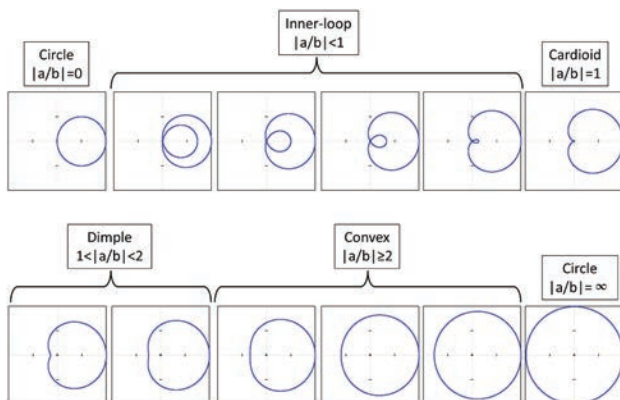 Inner-loop
|a/b|<1
Circle
|a/b|=0
Cardioid
|a/b|=1
Dimple
1<|a/b|<2
Convex
|a/b|≥2
Circle
|a/b|= ∞